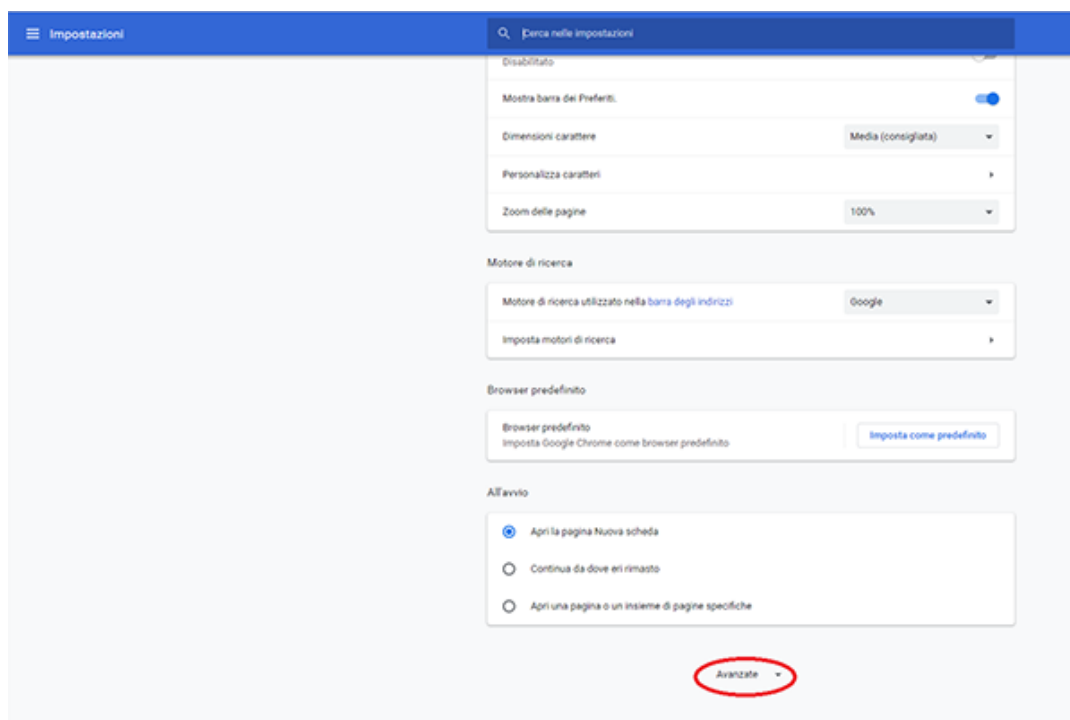 Impostazioni
Cerca nelle impostazioni
Disabilitato
Mostra barra dei Preferiti.
Dimensioni carattere
Media (consigliata)
Personalizza caratteri
Zoom delle pagine
100%
Motore di ricerca
Motore di ricerca utilizzato nella barra degli indirizzi
Google
Imposta motori di ricerca
Browser predefinito
Browser predefinito
Imposta Google Chrome come browser predefinito
Imposta come predefinito
All'avvio
Apri la pagina Nuova scheda
Continua da dove eri rimasto
Apri una pagina o un insieme di pagine specifiche
Avanzate